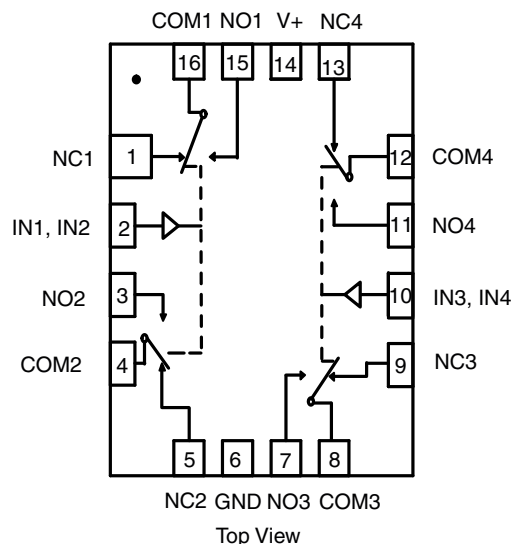 COM1 NO1 V+ NC4
16 15 14 13
NC1 1 12 COM4
IN1, IN2 2 11 NO4
NO2 3 10 IN3, IN4
COM2 4 9 NC3
5 6 7 8
NC2 GND NO3 COM3
Top View